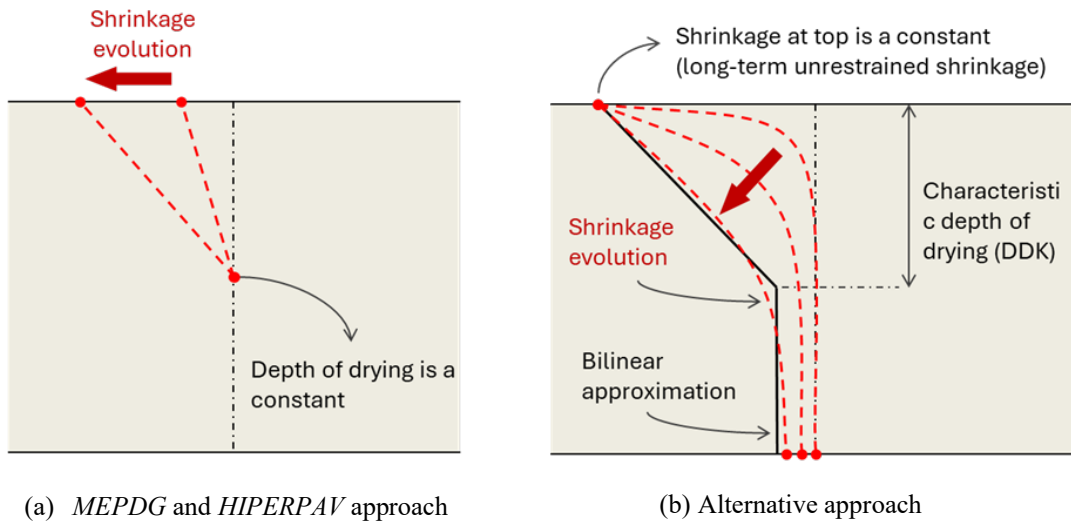 Shrinkage
evolution
Depth of drying is a
constant
(a) MEPDG and HIPERPAV approach
Shrinkage at top is a constant
(long-term unrestrained shrinkage)
Characteristi
c depth of
drying (DDK)
Shrinkage
evolution
Bilinear
approximation
(b) Alternative approach